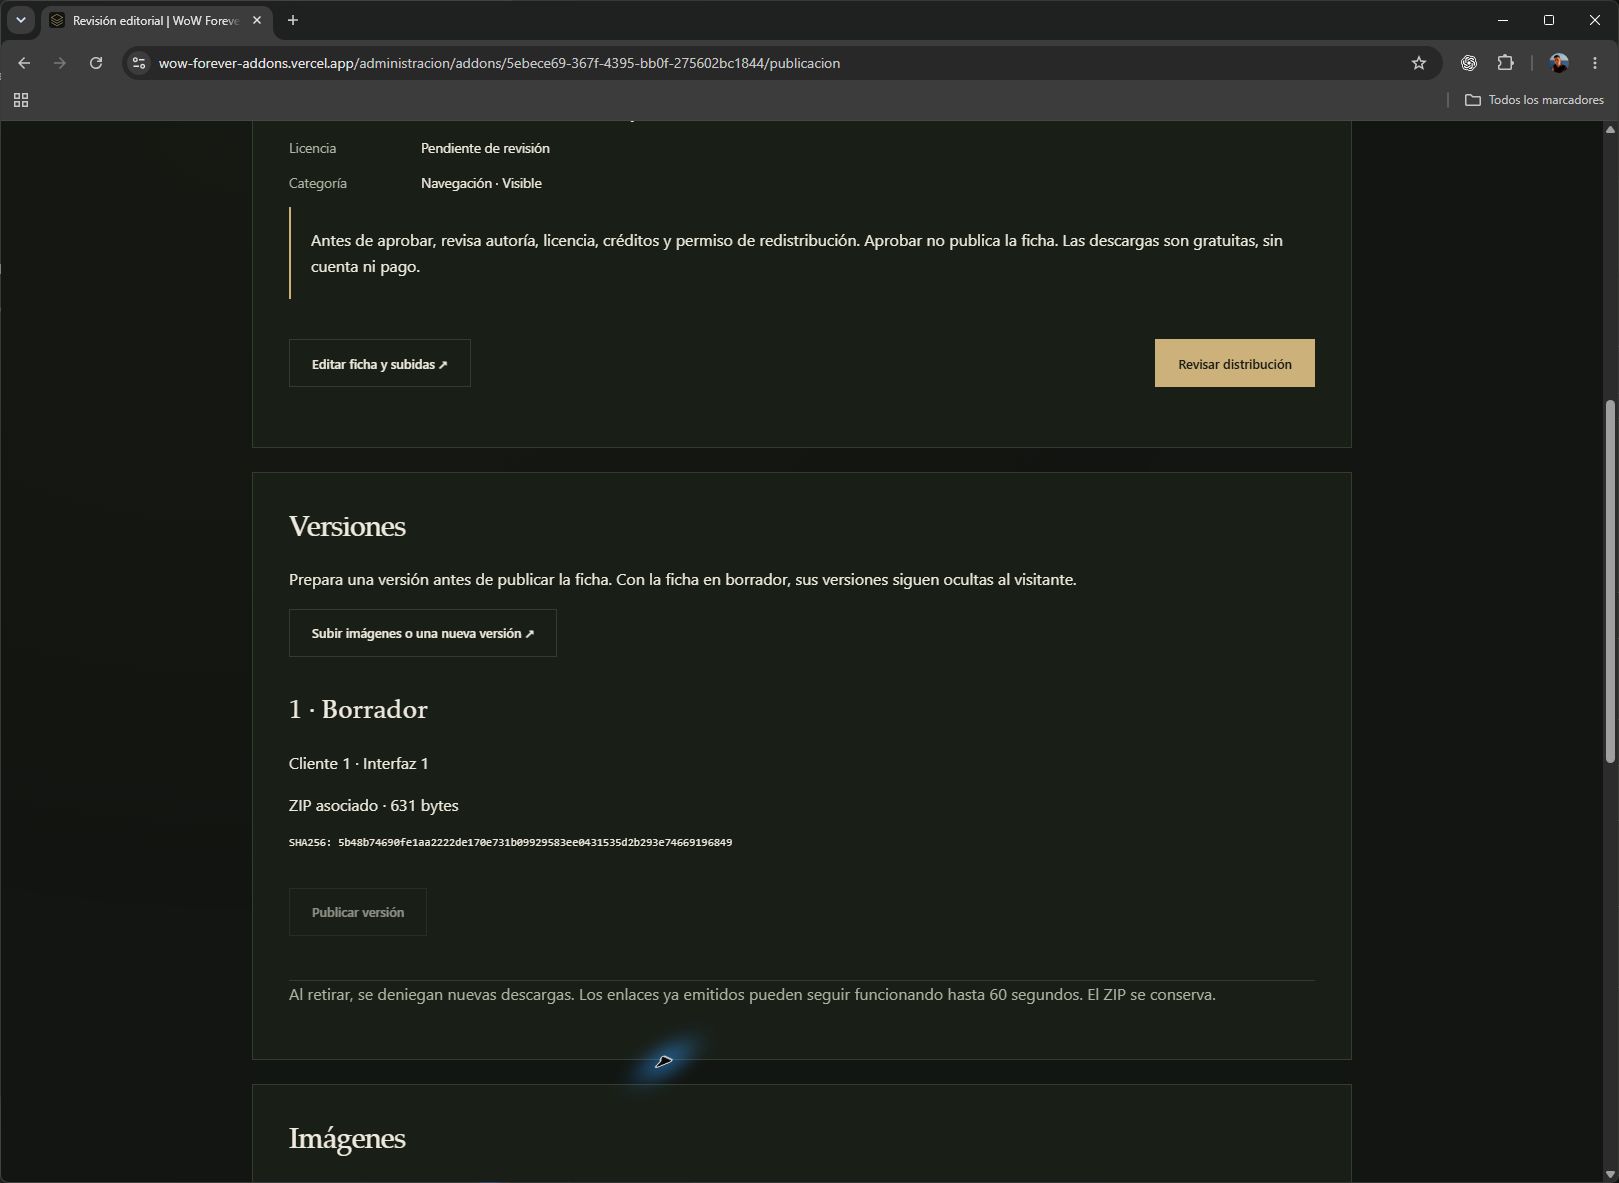 Revisión editorial | WoW Foreve
wow-forever-addons.vercel.app/administracion/addons/5ebece69-367f-4395-bb0f-275602bc1844/publicacion
Todos los marcadores
Licencia
Pendiente de revisión
Categoría
Navegación · Visible
Antes de aprobar, revisa autoría, licencia, créditos y permiso de redistribución. Aprobar no publica la ficha. Las descargas son gratuitas, sin
cuenta ni pago.
Editar ficha y subidas ↗
Revisar distribución
Versiones
Prepara una versión antes de publicar la ficha. Con la ficha en borrador, sus versiones siguen ocultas al visitante.
Subir imágenes o una nueva versión ↗
1 · Borrador
Cliente 1 · Interfaz 1
ZIP asociado · 631 bytes
SHA256: 5b48b74690fe1aa2222de170e731b09929583ee0431535d2b293e74669196849
Publicar versión
Al retirar, se deniegan nuevas descargas. Los enlaces ya emitidos pueden seguir funcionando hasta 60 segundos. El ZIP se conserva.
Imágenes